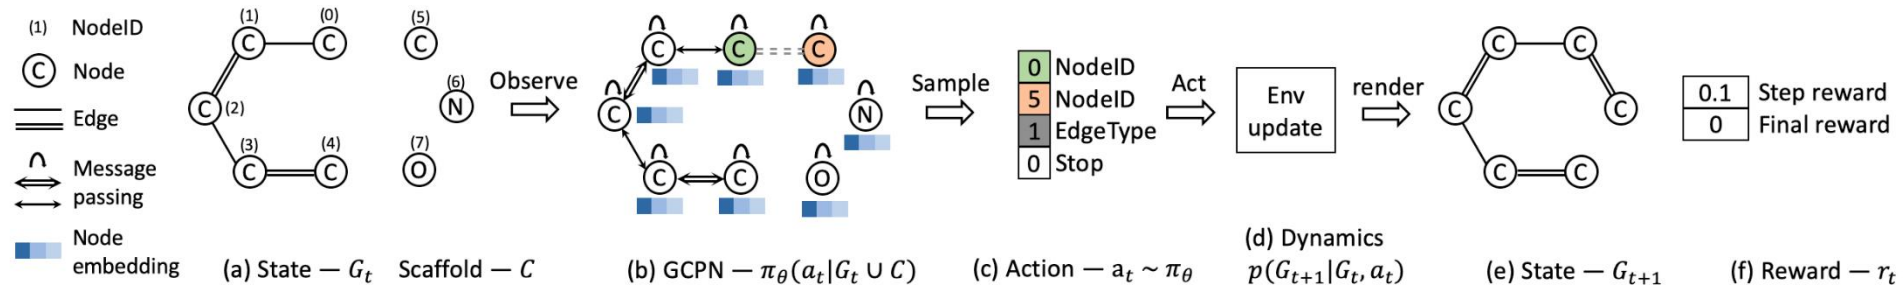 (1) NodeID
C Node
Edge
Message
passing
Node
embedding
(1) (0) (5)
C C C
(6)
C (2) N
(3) (4) (7)
C C O
(a) State — G_t Scaffold — C
Observe
C C C
C N
C C O
(b) GCPN — π_θ(a_t|G_t ∪ C)
Sample
0 NodeID
5 NodeID
1 EdgeType
0 Stop
(c) Action — a_t ~ π_θ
Act
Env
update
(d) Dynamics
p(G_{t+1}|G_t, a_t)
render
C C
C C
C C
(e) State — G_{t+1}
0.1 Step reward
0 Final reward
(f) Reward — r_t